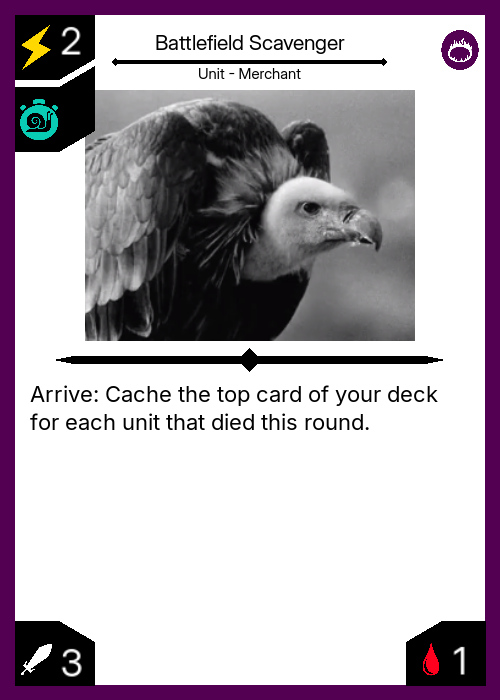 2
Battlefield Scavenger
Unit - Merchant
Arrive: Cache the top card of your deck
for each unit that died this round.
3
1